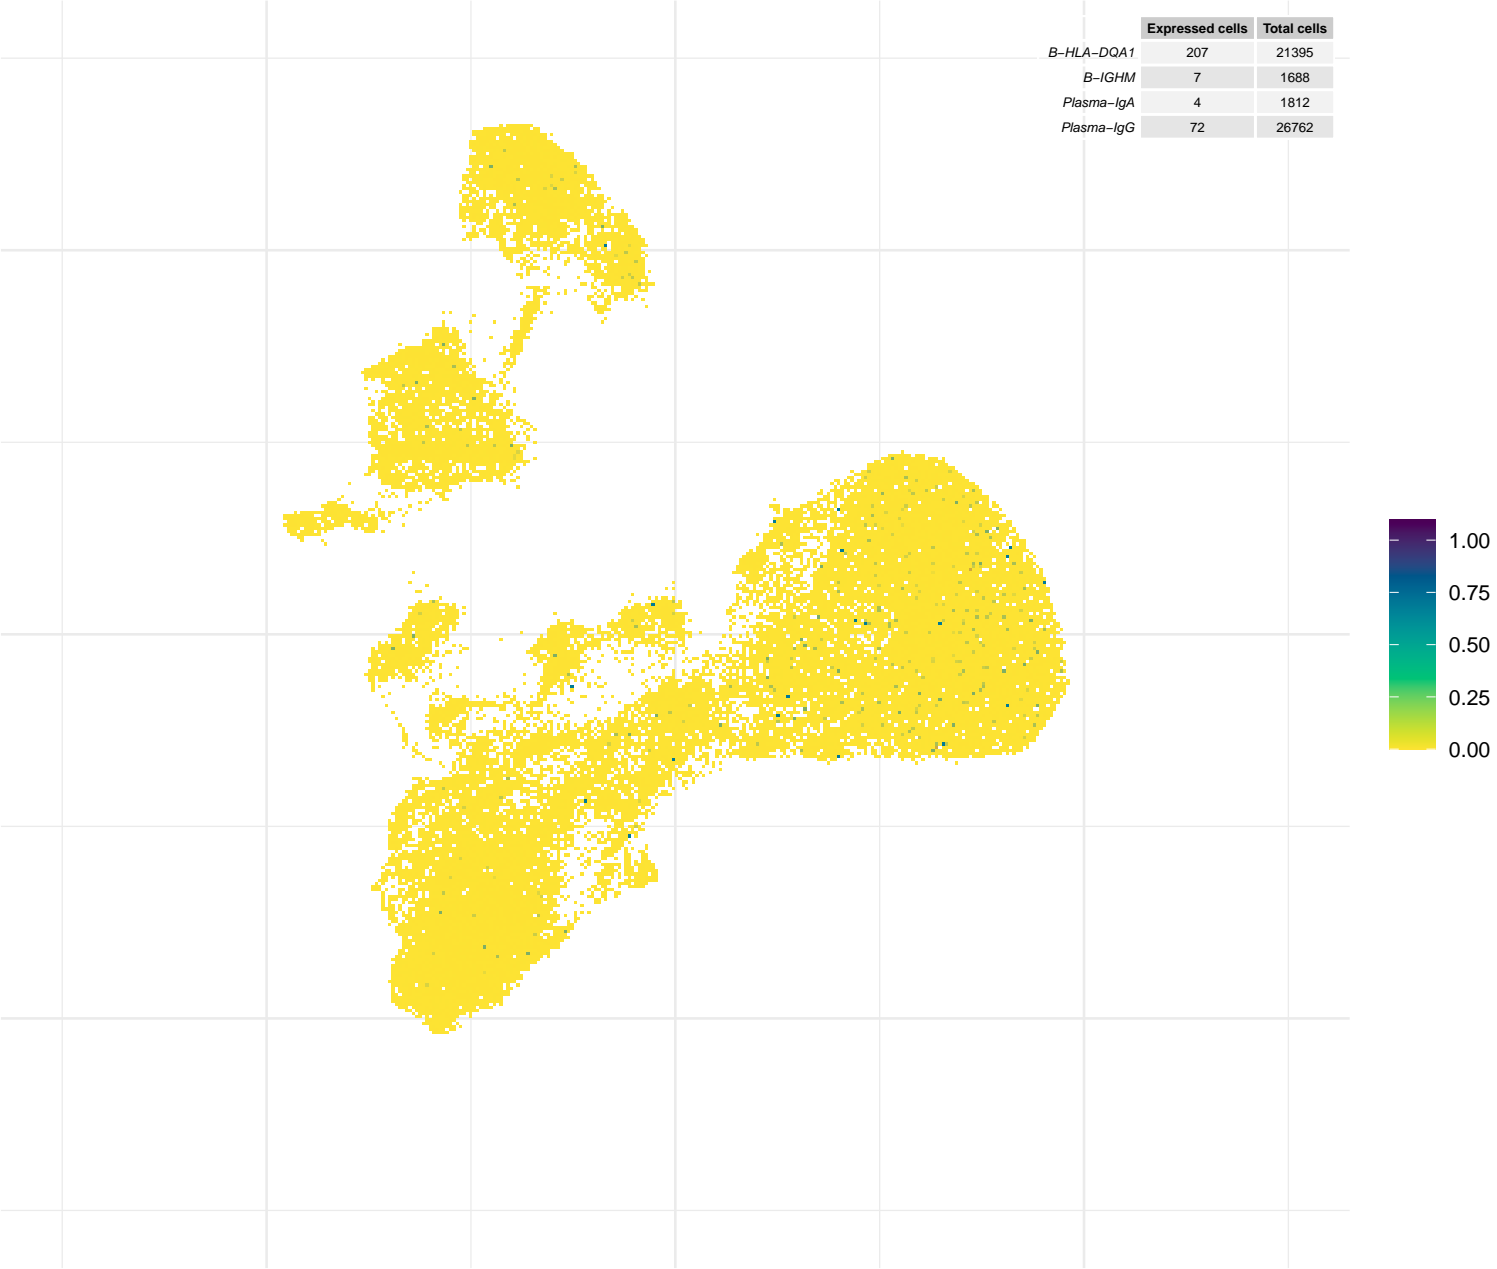 Expressed cells Total cells
B−HLA−DQA1 207 21395
B−IGHM 7 1688
Plasma−IgA 4 1812
Plasma−IgG 72 26762
1.00
0.75
0.50
0.25
0.00